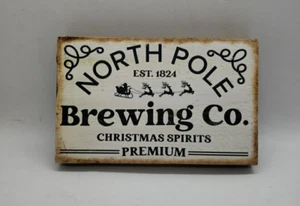 NORTH POLE
EST. 1824
Brewing Co.
CHRISTMAS SPIRITS
PREMIUM